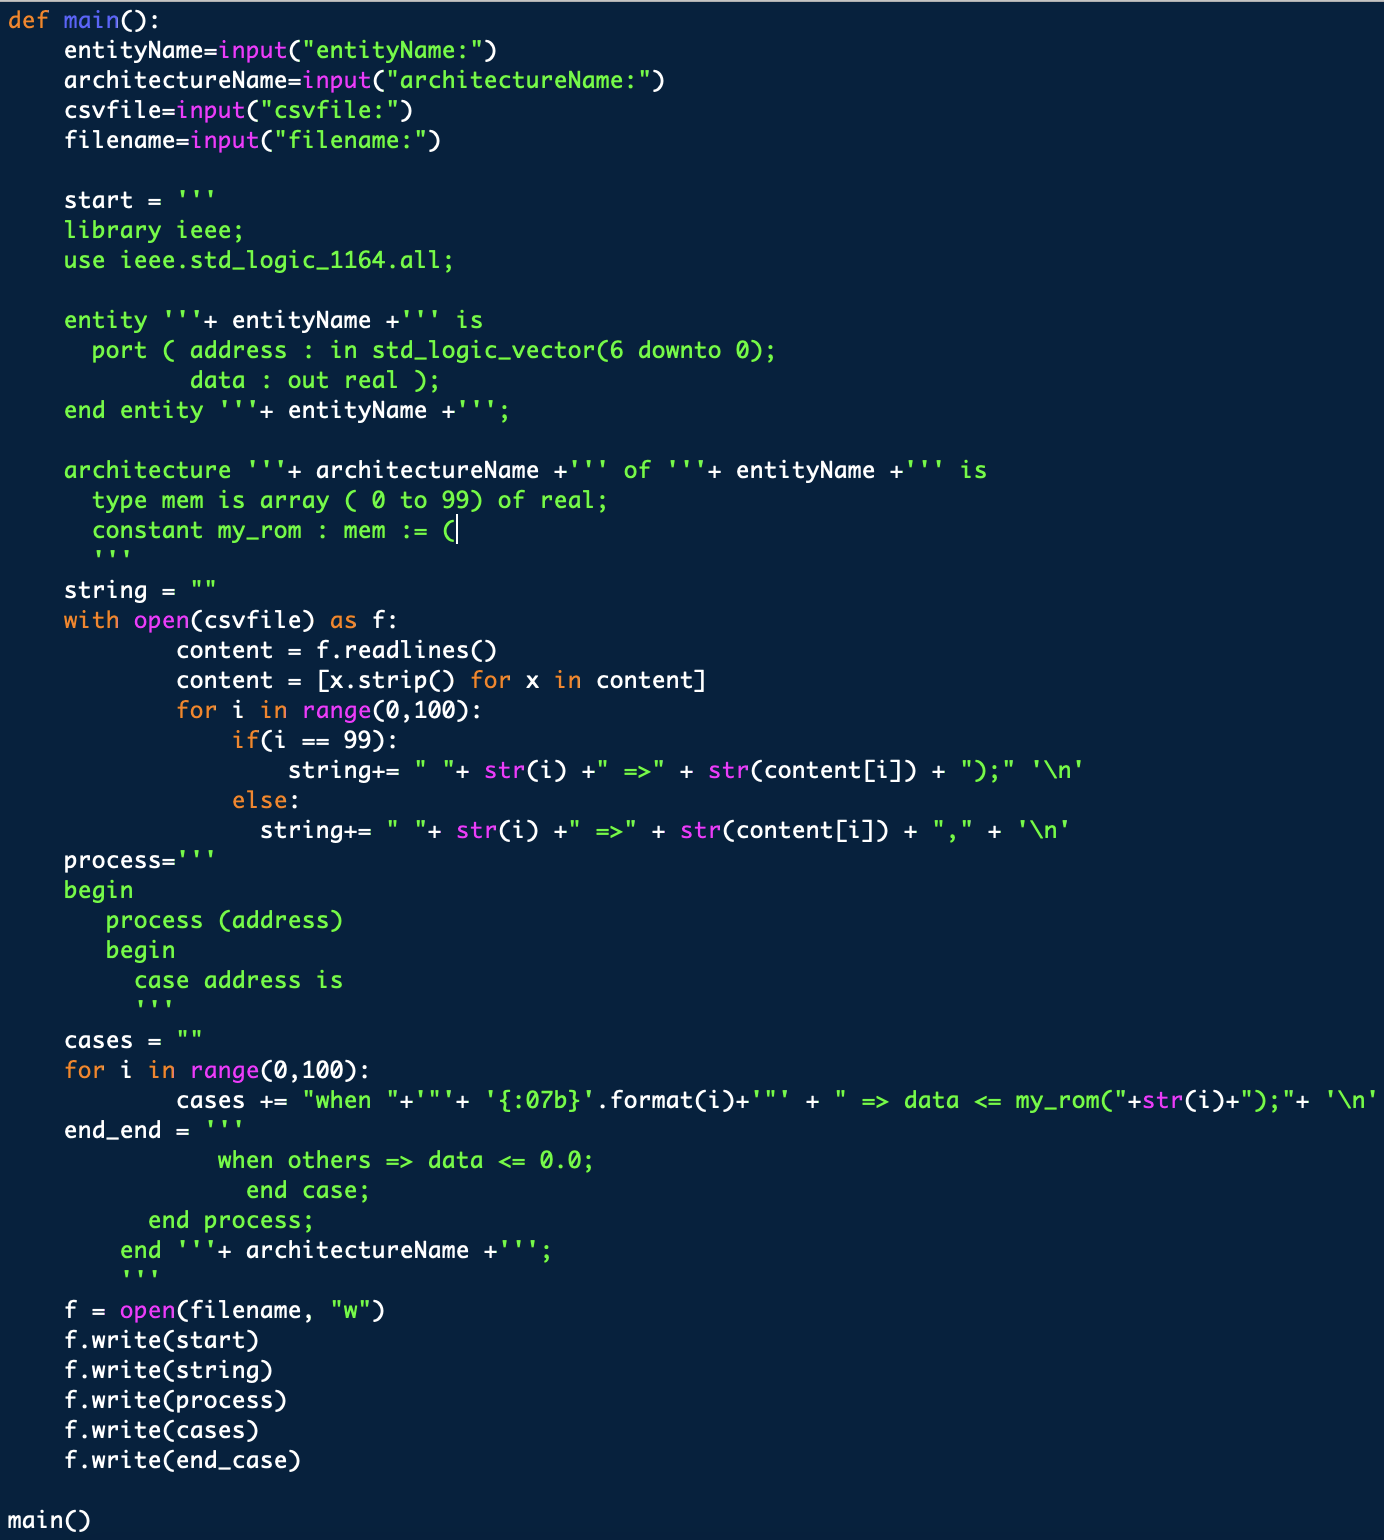 def main():
    entityName=input("entityName:")
    architectureName=input("architectureName:")
    csvfile=input("csvfile:")
    filename=input("filename:")

    start = '''
    library ieee;
    use ieee.std_logic_1164.all;

    entity '''+ entityName +''' is
      port ( address : in std_logic_vector(6 downto 0);
             data : out real );
    end entity '''+ entityName +''';

    architecture '''+ architectureName +''' of '''+ entityName +''' is
      type mem is array ( 0 to 99) of real;
      constant my_rom : mem := (
      '''
    string = ""
    with open(csvfile) as f:
            content = f.readlines()
            content = [x.strip() for x in content]
            for i in range(0,100):
                if(i == 99):
                    string+= " "+ str(i) +" =>" + str(content[i]) + ");" '\n'
                else:
                  string+= " "+ str(i) +" =>" + str(content[i]) + "," + '\n'
    process='''
    begin
       process (address)
       begin
         case address is
         '''
    cases = ""
    for i in range(0,100):
            cases += "when "+'"'+ '{:07b}'.format(i)+'"' + " => data <= my_rom("+str(i)+");"+ '\n'
    end_end = '''
               when others => data <= 0.0;
                 end case;
          end process;
        end '''+ architectureName +''';
        '''
    f = open(filename, "w")
    f.write(start)
    f.write(string)
    f.write(process)
    f.write(cases)
    f.write(end_case)

main()